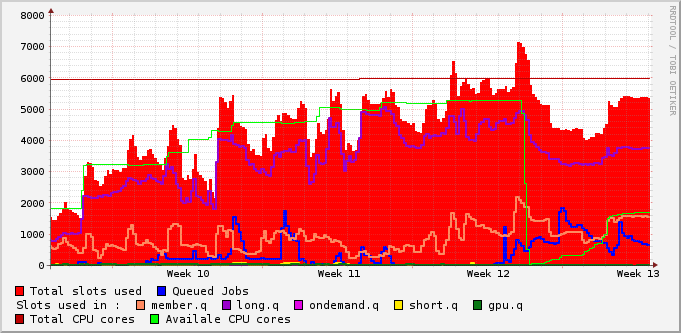 8000
7000
6000
5000
4000
3000
2000
1000
0
Week 10 Week 11 Week 12 Week 13
RRDTOOL / TOBI OETIKER
Total slots used Queued Jobs
Slots used in : member.q long.q ondemand.q short.q gpu.q
Total CPU cores Availale CPU cores